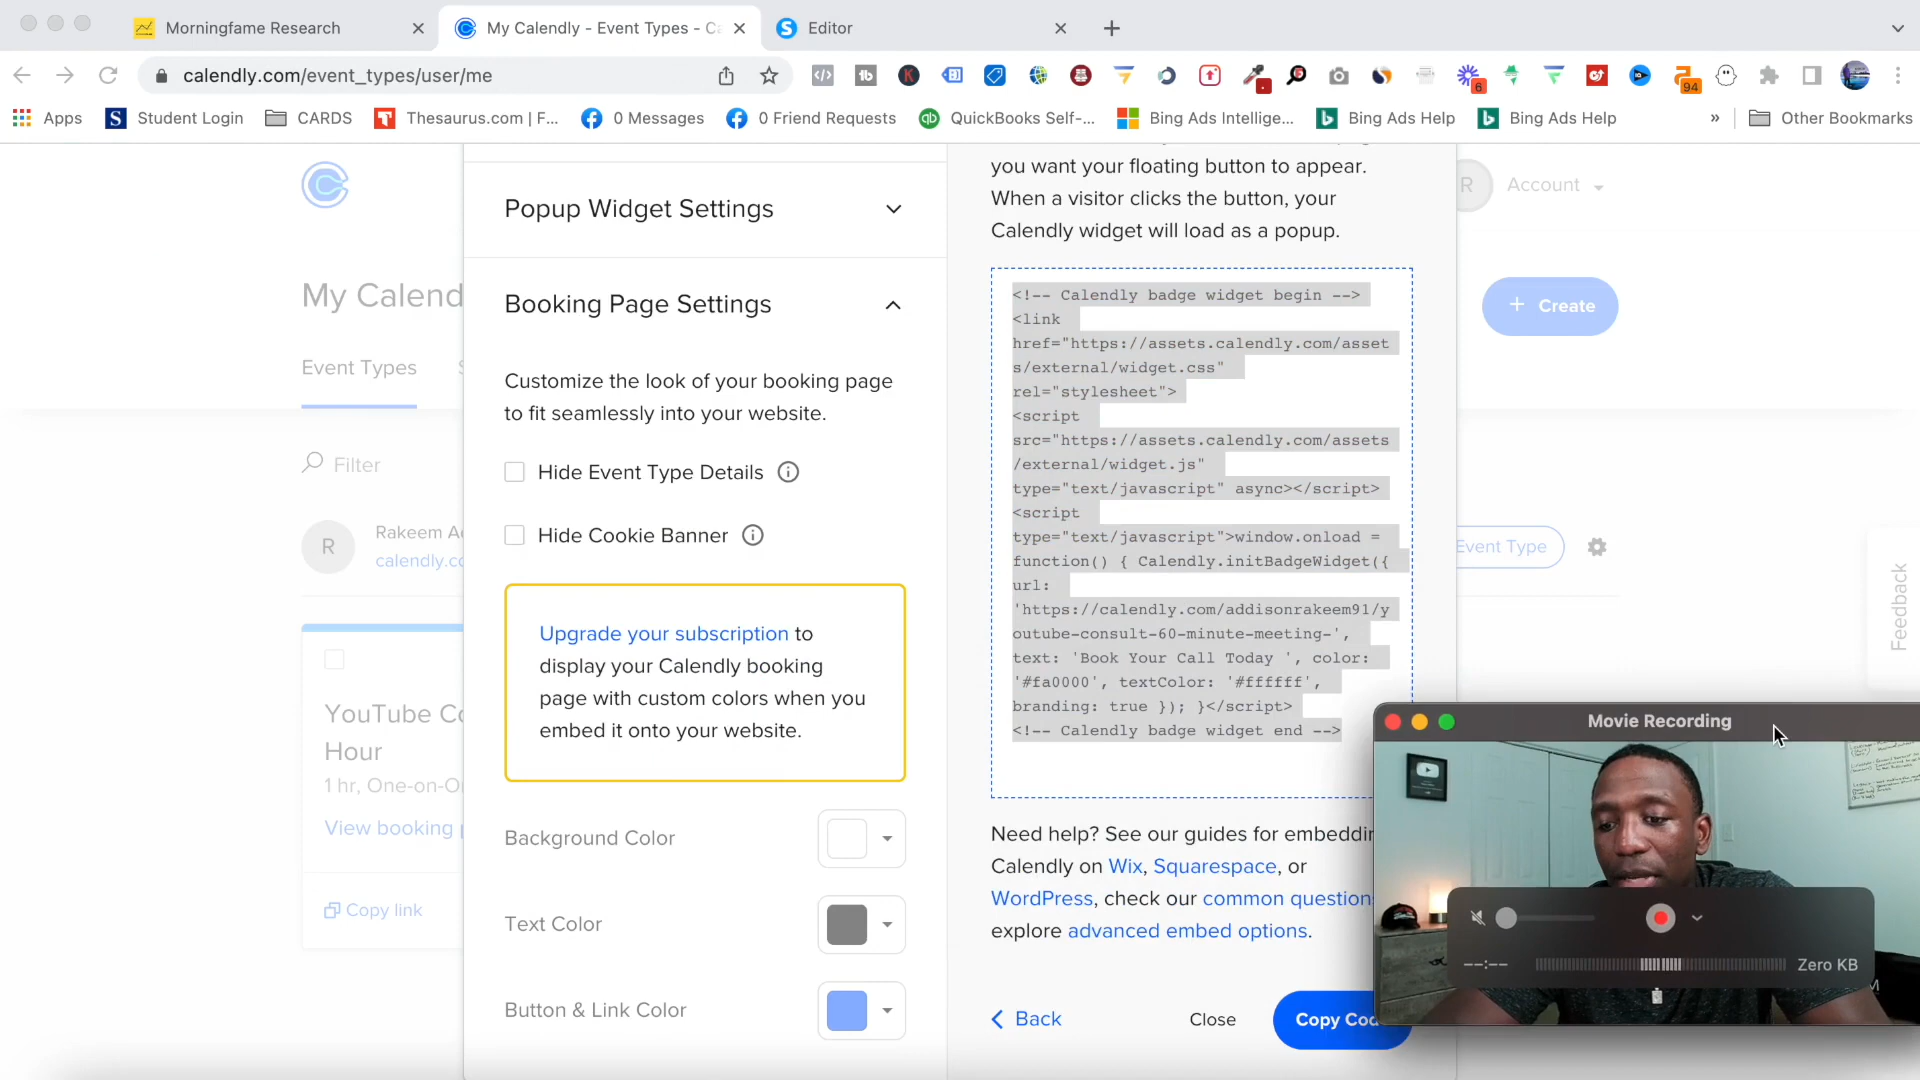 Morningfame Research
My Calendly - Event Types - Ca
Editor
calendly.com/event_types/user/me
6
94
Apps
Student Login
CARDS
Thesaurus.com | F...
0 Messages
0 Friend Requests
QuickBooks Self-...
Bing Ads Intellige...
Bing Ads Help
Bing Ads Help
»
Other Bookmarks
My Calend
Event Types
Filter
R
Rakeem Ad
calendly.co
YouTube Co
Hour
1 hr, One-on-On
View booking p
Copy link
Popup Widget Settings
Booking Page Settings
Customize the look of your booking page
to fit seamlessly into your website.
Hide Event Type Details
Hide Cookie Banner
Upgrade your subscription to
display your Calendly booking
page with custom colors when you
embed it onto your website.
Background Color
Text Color
Button & Link Color
you want your floating button to appear.
When a visitor clicks the button, your
Calendly widget will load as a popup.
<!-- Calendly badge widget begin -->
<link
href="https://assets.calendly.com/asset
s/external/widget.css"
rel="stylesheet">
<script
src="https://assets.calendly.com/assets
/external/widget.js"
type="text/javascript" async></script>
<script
type="text/javascript">window.onload =
function() { Calendly.initBadgeWidget({
url:
'https://calendly.com/addisonrakeem91/y
outube-consult-60-minute-meeting-',
text: 'Book Your Call Today ', color:
'#fa0000', textColor: '#ffffff',
branding: true }); }</script>
<!-- Calendly badge widget end -->
Need help? See our guides for embeddin
Calendly on Wix, Squarespace, or
WordPress, check our common question
explore advanced embed options.
Back
Close
Copy Cod
R
Account
+ Create
Event Type
Feedback
Movie Recording
--:--
Zero KB